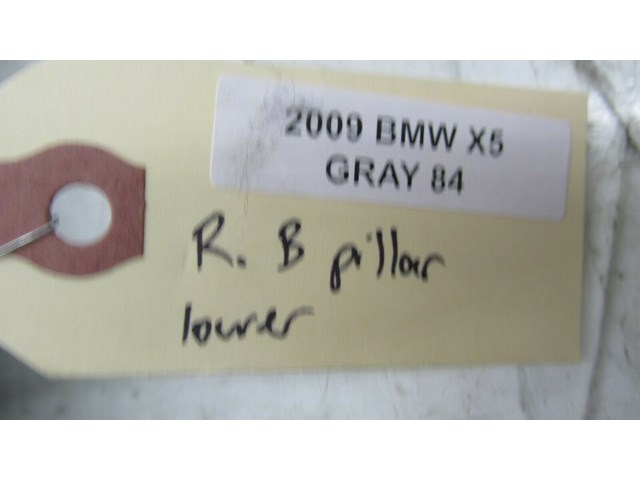 2009 BMW X5
GRAY 84
R. B pillar
lower